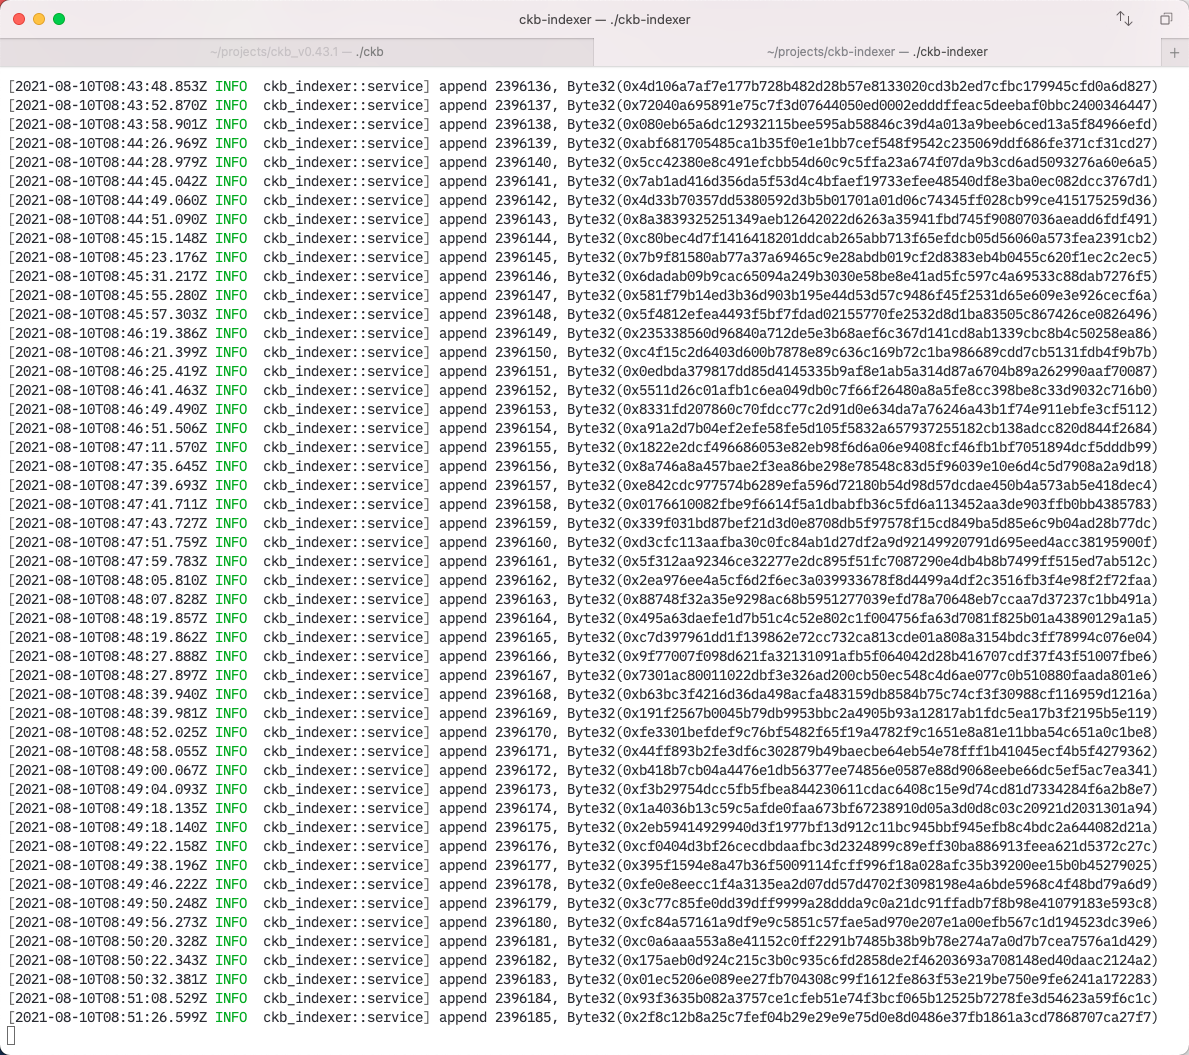 ckb-indexer — ./ckb-indexer
~/projects/ckb_v0.43.1 — ./ckb
~/projects/ckb-indexer — ./ckb-indexer
[2021-08-10T08:43:48.853Z INFO  ckb_indexer::service] append 2396136, Byte32(0x4d106a7af7e177b728b482d28b57e8133020cd3b2ed7cfbc179945cfd0a6d827)
[2021-08-10T08:43:52.870Z INFO  ckb_indexer::service] append 2396137, Byte32(0x72040a695891e75c7f3d07644050ed0002edddffeac5deebaf0bbc2400346447)
[2021-08-10T08:43:58.901Z INFO  ckb_indexer::service] append 2396138, Byte32(0x080eb65a6dc12932115bee595ab58846c39d4a013a9beeb6ced13a5f84966efd)
[2021-08-10T08:44:26.969Z INFO  ckb_indexer::service] append 2396139, Byte32(0xabf681705485ca1b35f0e1e1bb7cef548f9542c235069ddf686fe371cf31cd27)
[2021-08-10T08:44:28.979Z INFO  ckb_indexer::service] append 2396140, Byte32(0x5cc42380e8c491efcbb54d60c9c5ffa23a674f07da9b3cd6ad5093276a60e6a5)
[2021-08-10T08:44:45.042Z INFO  ckb_indexer::service] append 2396141, Byte32(0x7ab1ad416d356da5f53d4c4bfaef19733efee48540df8e3ba0ec082dcc3767d1)
[2021-08-10T08:44:49.060Z INFO  ckb_indexer::service] append 2396142, Byte32(0x4d33b70357dd5380592d3b5b01701a01d06c74345ff028cb99ce415175259d36)
[2021-08-10T08:44:51.090Z INFO  ckb_indexer::service] append 2396143, Byte32(0x8a3839325251349aeb12642022d6263a35941fbd745f90807036aeadd6fdf491)
[2021-08-10T08:45:15.148Z INFO  ckb_indexer::service] append 2396144, Byte32(0xc80bec4d7f1416418201ddcab265abb713f65efdcb05d56060a573fea2391cb2)
[2021-08-10T08:45:23.176Z INFO  ckb_indexer::service] append 2396145, Byte32(0x7b9f81580ab77a37a69465c9e28abdb019cf2d8383eb4b0455c620f1ec2c2ec5)
[2021-08-10T08:45:31.217Z INFO  ckb_indexer::service] append 2396146, Byte32(0x6dadab09b9cac65094a249b3030e58be8e41ad5fc597c4a69533c88dab7276f5)
[2021-08-10T08:45:55.280Z INFO  ckb_indexer::service] append 2396147, Byte32(0x581f79b14ed3b36d903b195e44d53d57c9486f45f2531d65e609e3e926cecf6a)
[2021-08-10T08:45:57.303Z INFO  ckb_indexer::service] append 2396148, Byte32(0x5f4812efea4493f5bf7fdad02155770fe2532d8d1ba83505c867426ce0826496)
[2021-08-10T08:46:19.386Z INFO  ckb_indexer::service] append 2396149, Byte32(0x235338560d96840a712de5e3b68aef6c367d141cd8ab1339cbc8b4c50258ea86)
[2021-08-10T08:46:21.399Z INFO  ckb_indexer::service] append 2396150, Byte32(0xc4f15c2d6403d600b7878e89c636c169b72c1ba986689cdd7cb5131fdb4f9b7b)
[2021-08-10T08:46:25.419Z INFO  ckb_indexer::service] append 2396151, Byte32(0x0edbda379817dd85d4145335b9af8e1ab5a314d87a6704b89a262990aaf70087)
[2021-08-10T08:46:41.463Z INFO  ckb_indexer::service] append 2396152, Byte32(0x5511d26c01afb1c6ea049db0c7f66f26480a8a5fe8cc398be8c33d9032c716b0)
[2021-08-10T08:46:49.490Z INFO  ckb_indexer::service] append 2396153, Byte32(0x8331fd207860c70fdcc77c2d91d0e634da7a76246a43b1f74e911ebfe3cf5112)
[2021-08-10T08:46:51.506Z INFO  ckb_indexer::service] append 2396154, Byte32(0xa91a2d7b04ef2efe58fe5d105f5832a657937255182cb138adcc820d844f2684)
[2021-08-10T08:47:11.570Z INFO  ckb_indexer::service] append 2396155, Byte32(0x1822e2dcf496686053e82eb98f6d6a06e9408fcf46fb1bf7051894dcf5dddb99)
[2021-08-10T08:47:35.645Z INFO  ckb_indexer::service] append 2396156, Byte32(0x8a746a8a457bae2f3ea86be298e78548c83d5f96039e10e6d4c5d7908a2a9d18)
[2021-08-10T08:47:39.693Z INFO  ckb_indexer::service] append 2396157, Byte32(0xe842cdc977574b6289efa596d72180b54d98d57dcdae450b4a573ab5e418dec4)
[2021-08-10T08:47:41.711Z INFO  ckb_indexer::service] append 2396158, Byte32(0x0176610082fbe9f6614f5a1dbabfb36c5fd6a113452aa3de903ffb0bb4385783)
[2021-08-10T08:47:43.727Z INFO  ckb_indexer::service] append 2396159, Byte32(0x339f031bd87bef21d3d0e8708db5f97578f15cd849ba5d85e6c9b04ad28b77dc)
[2021-08-10T08:47:51.759Z INFO  ckb_indexer::service] append 2396160, Byte32(0xd3cfc113aafba30c0fc84ab1d27df2a9d92149920791d695eed4acc38195900f)
[2021-08-10T08:47:59.783Z INFO  ckb_indexer::service] append 2396161, Byte32(0x5f312aa92346ce32277e2dc895f51fc7087290e4db4b8b7499ff515ed7ab512c)
[2021-08-10T08:48:05.810Z INFO  ckb_indexer::service] append 2396162, Byte32(0x2ea976ee4a5cf6d2f6ec3a039933678f8d4499a4df2c3516fb3f4e98f2f72faa)
[2021-08-10T08:48:07.828Z INFO  ckb_indexer::service] append 2396163, Byte32(0x88748f32a35e9298ac68b5951277039efd78a70648eb7ccaa7d37237c1bb491a)
[2021-08-10T08:48:19.857Z INFO  ckb_indexer::service] append 2396164, Byte32(0x495a63daefe1d7b51c4c52e802c1f004756fa63d7081f825b01a43890129a1a5)
[2021-08-10T08:48:19.862Z INFO  ckb_indexer::service] append 2396165, Byte32(0xc7d397961dd1f139862e72cc732ca813cde01a808a3154bdc3ff78994c076e04)
[2021-08-10T08:48:27.888Z INFO  ckb_indexer::service] append 2396166, Byte32(0x9f77007f098d621fa32131091afb5f064042d28b416707cdf37f43f51007fbe6)
[2021-08-10T08:48:27.897Z INFO  ckb_indexer::service] append 2396167, Byte32(0x7301ac80011022dbf3e326ad200cb50ec548c4d6ae077c0b510880faada801e6)
[2021-08-10T08:48:39.940Z INFO  ckb_indexer::service] append 2396168, Byte32(0xb63bc3f4216d36da498acfa483159db8584b75c74cf3f30988cf116959d1216a)
[2021-08-10T08:48:39.981Z INFO  ckb_indexer::service] append 2396169, Byte32(0x191f2567b0045b79db9953bbc2a4905b93a12817ab1fdc5ea17b3f2195b5e119)
[2021-08-10T08:48:52.025Z INFO  ckb_indexer::service] append 2396170, Byte32(0xfe3301befdef9c76bf5482f65f19a4782f9c1651e8a81e11bba54c651a0c1be8)
[2021-08-10T08:48:58.055Z INFO  ckb_indexer::service] append 2396171, Byte32(0x44ff893b2fe3df6c302879b49baecbe64eb54e78fff1b41045ecf4b5f4279362)
[2021-08-10T08:49:00.067Z INFO  ckb_indexer::service] append 2396172, Byte32(0xb418b7cb04a4476e1db56377ee74856e0587e88d9068eebe66dc5ef5ac7ea341)
[2021-08-10T08:49:04.093Z INFO  ckb_indexer::service] append 2396173, Byte32(0xf3b29754dcc5fb5fbea844230611cdac6408c15e9d74cd81d7334284f6a2b8e7)
[2021-08-10T08:49:18.135Z INFO  ckb_indexer::service] append 2396174, Byte32(0x1a4036b13c59c5afde0faa673bf67238910d05a3d0d8c03c20921d2031301a94)
[2021-08-10T08:49:18.140Z INFO  ckb_indexer::service] append 2396175, Byte32(0x2eb59414929940d3f1977bf13d912c11bc945bbf945efb8c4bdc2a644082d21a)
[2021-08-10T08:49:22.158Z INFO  ckb_indexer::service] append 2396176, Byte32(0xcf0404d3bf26cecdbdaafbc3d2324899c89eff30ba886913feea621d5372c27c)
[2021-08-10T08:49:38.196Z INFO  ckb_indexer::service] append 2396177, Byte32(0x395f1594e8a47b36f5009114fcff996f18a028afc35b39200ee15b0b45279025)
[2021-08-10T08:49:46.222Z INFO  ckb_indexer::service] append 2396178, Byte32(0xfe0e8eecc1f4a3135ea2d07dd57d4702f3098198e4a6bde5968c4f48bd79a6d9)
[2021-08-10T08:49:50.248Z INFO  ckb_indexer::service] append 2396179, Byte32(0x3c77c85fe0dd39dff9999a28ddda9c0a21dc91ffadb7f8b98e41079183e593c8)
[2021-08-10T08:49:56.273Z INFO  ckb_indexer::service] append 2396180, Byte32(0xfc84a57161a9df9e9c5851c57fae5ad970e207e1a00efb567c1d194523dc39e6)
[2021-08-10T08:50:20.328Z INFO  ckb_indexer::service] append 2396181, Byte32(0xc0a6aaa553a8e41152c0ff2291b7485b38b9b78e274a7a0d7b7cea7576a1d429)
[2021-08-10T08:50:22.343Z INFO  ckb_indexer::service] append 2396182, Byte32(0x175aeb0d924c215c3b0c935c6fd2858de2f46203693a708148ed40daac2124a2)
[2021-08-10T08:50:32.381Z INFO  ckb_indexer::service] append 2396183, Byte32(0x01ec5206e089ee27fb704308c99f1612fe863f53e219be750e9fe6241a172283)
[2021-08-10T08:51:08.529Z INFO  ckb_indexer::service] append 2396184, Byte32(0x93f3635b082a3757ce1cfeb51e74f3bcf065b12525b7278fe3d54623a59f6c1c)
[2021-08-10T08:51:26.599Z INFO  ckb_indexer::service] append 2396185, Byte32(0x2f8c12b8a25c7fef04b29e29e9e75d0e8d0486e37fb1861a3cd7868707ca27f7)